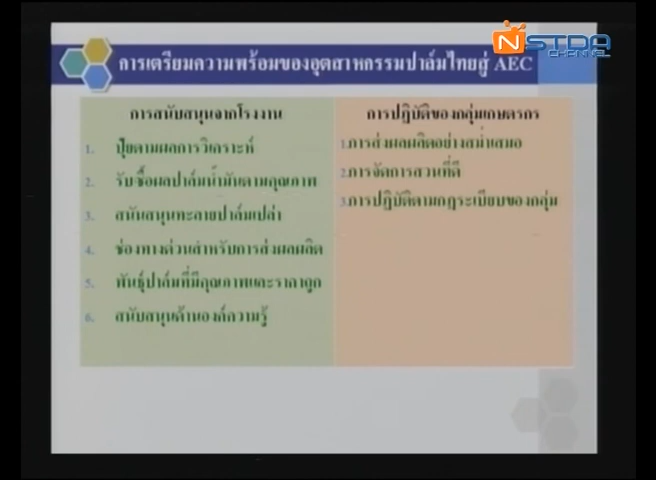 NSTDA
CHANNEL
การเตรียมความพร้อมของอุตสาหกรรมปาล์มไทยสู่ AEC
การสนับสนุนจากโรงงาน
1. ปุ๋ยตามผลการวิเคราะห์
2. รับซื้อผลปาล์มน้ำมันตามคุณภาพ
3. สนับสนุนทะลายปาล์มเปล่า
4. ช่องทางด่วนสำหรับการส่งผลผลิต
5. พันธุ์ปาล์มที่มีคุณภาพและราคาถูก
6. สนับสนุนด้านองค์ความรู้
การปฏิบัติของกลุ่มเกษตรกร
1.การส่งผลผลิตอย่างสม่ำเสมอ
2.การจัดการสวนที่ดี
3.การปฏิบัติตามกฎระเบียบของกลุ่ม